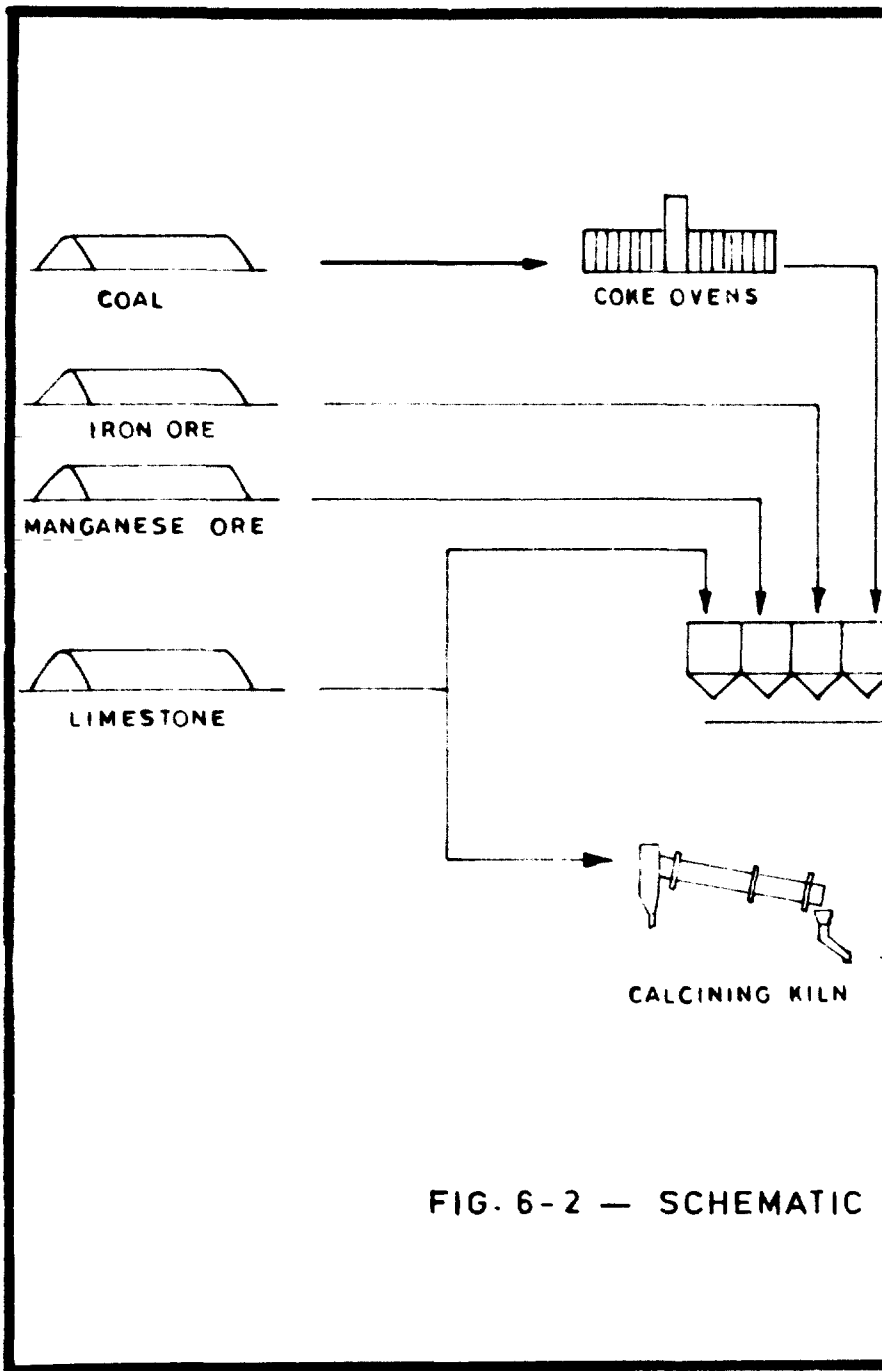 COAL
COKE OVENS
IRON ORE
MANGANESE ORE
LIMESTONE
CALCINING KILN
FIG. 6-2 — SCHEMATIC